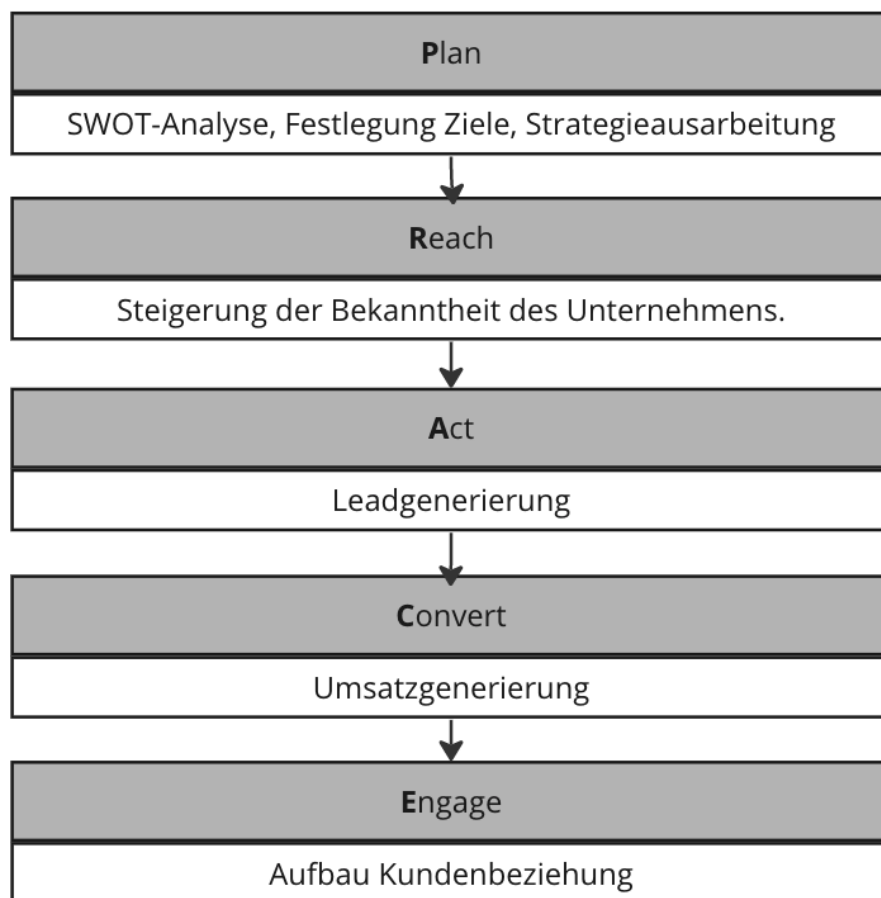 Plan
SWOT-Analyse, Festlegung Ziele, Strategieausarbeitung
Reach
Steigerung der Bekanntheit des Unternehmens.
Act
Leadgenerierung
Convert
Umsatzgenerierung
Engage
Aufbau Kundenbeziehung